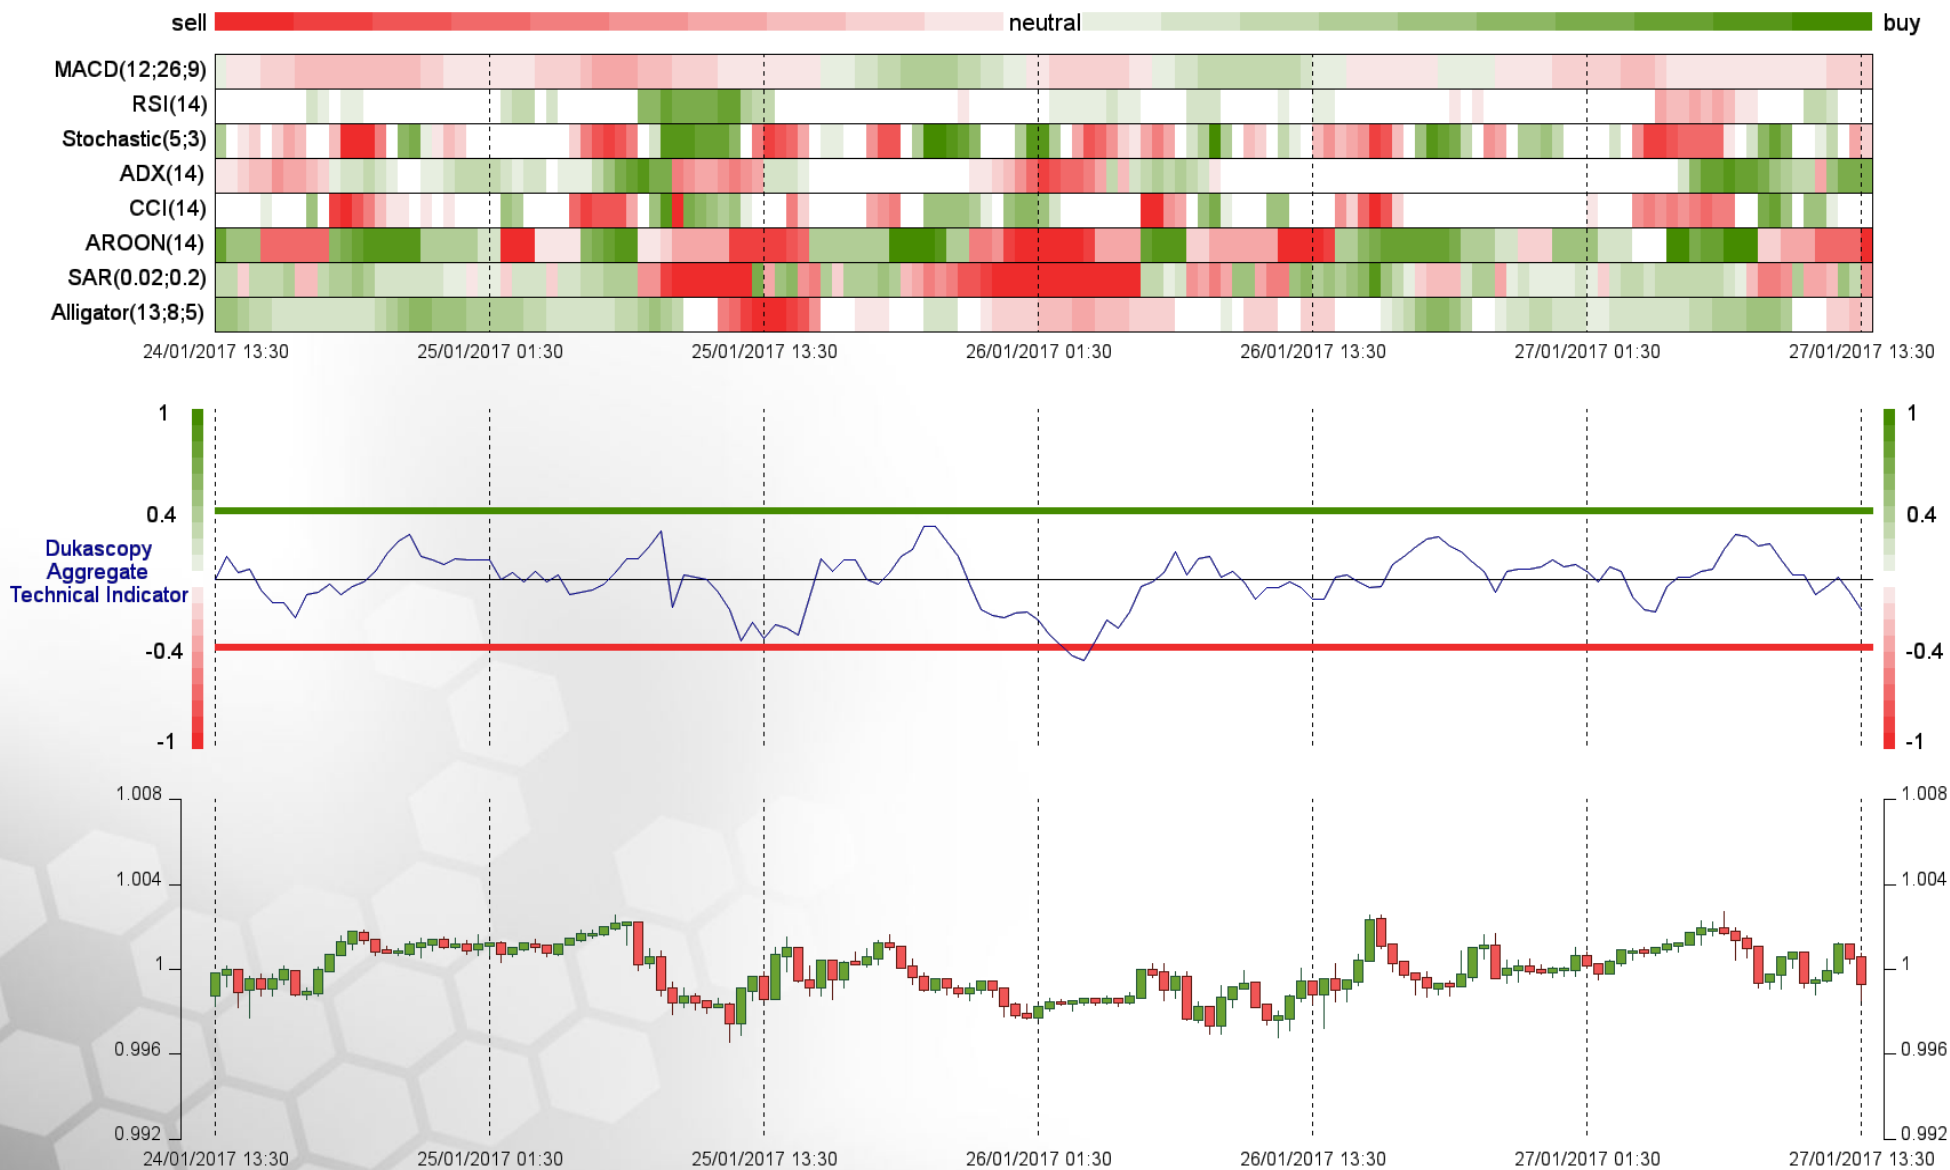 sell neutral buy
MACD(12;26;9)
RSI(14)
Stochastic(5;3)
ADX(14)
CCI(14)
AROON(14)
SAR(0.02;0.2)
Alligator(13;8;5)
24/01/2017 13:30 25/01/2017 01:30 25/01/2017 13:30 26/01/2017 01:30 26/01/2017 13:30 27/01/2017 01:30 27/01/2017 13:30
1 1
0.4 0.4
Dukascopy
Aggregate
Technical Indicator
-0.4 -0.4
-1 -1
1.008 1.008
1.004 1.004
1 1
0.996 0.996
0.992 0.992
24/01/2017 13:30 25/01/2017 01:30 25/01/2017 13:30 26/01/2017 01:30 26/01/2017 13:30 27/01/2017 01:30 27/01/2017 13:30